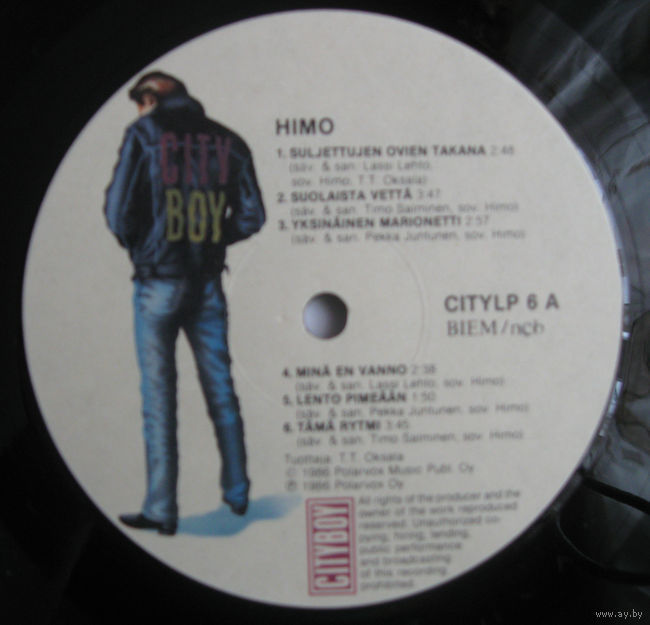 CITY
BOY
HIMO
1. SULJETTUJEN OVIEN TAKANA 2:48
(säv. & san. Lassi Lehto,
sov. Himo, T.T. Oksala)
2. SUOLAISTA VETTÄ 3:47
(säv. & san. Timo Saiminen, sov. Himo)
3. YKSINÄINEN MARIONETTI 2:57
(säv. & san. Pekka Juntunen, sov. Himo)
CITYLP 6 A
BIEM/ncb
4. MINÄ EN VANNO 2:38
(säv. & san. Lassi Lehto, sov. Himo)
5. LENTO PIMEÄÄN 1:50
(säv. & san. Pekka Juntunen, sov. Himo)
6. TÄMÄ RYTMI 3:45
(säv. & san. Timo Saiminen, sov. Himo)
Tuottaja: T.T. Oksala
© 1986 Polarvox Music Publ. Oy
℗ 1986 Polarvox Oy
CITYBOY
All rights of the producer and the
owner of the work reproduced
reserved. Unauthorized co-
pying, hiring, lending,
public performance
and broadcasting
of this recording
prohibited.
www.ay.by